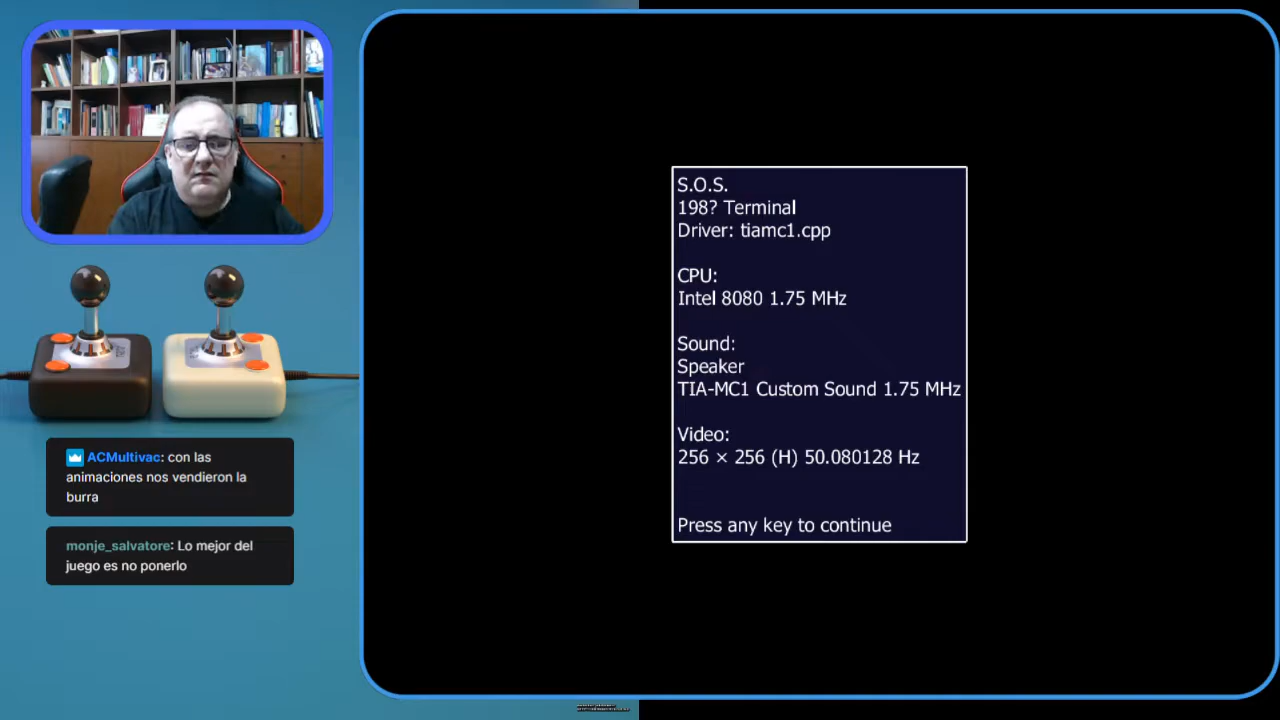 S.O.S.
198? Terminal
Driver: tiamc1.cpp
CPU:
Intel 8080 1.75 MHz
Sound:
Speaker
TIA-MC1 Custom Sound 1.75 MHz
Video:
256 × 256 (H) 50.080128 Hz
Press any key to continue
ACMultivac: con las
animaciones nos vendieron la
burra
monje_salvatore: Lo mejor del
juego es no ponerlo